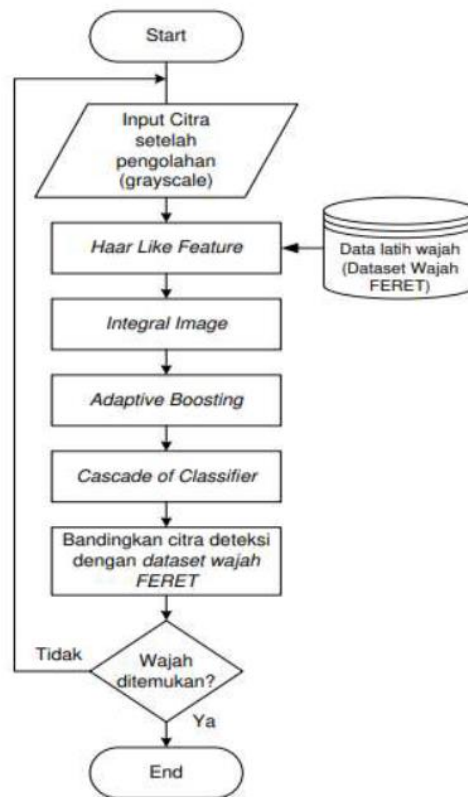 Start
Input Citra
setelah
pengolahan
(grayscale)
Haar Like Feature
Data latih wajah
(Dataset Wajah
FERET)
Integral Image
Adaptive Boosting
Cascade of Classifier
Bandingkan citra deteksi
dengan dataset wajah
FERET
Tidak
Wajah
ditemukan?
Ya
End